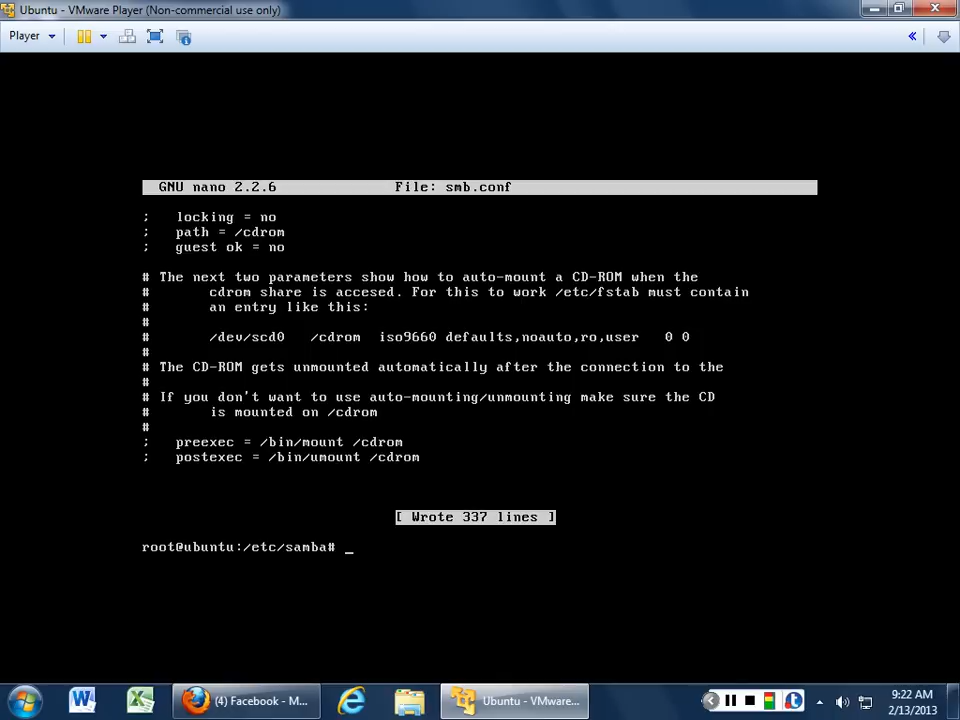 Ubuntu - VMware Player (Non-commercial use only)
Player
GNU nano 2.2.6 File: smb.conf
; locking = no
; path = /cdrom
; guest ok = no
# The next two parameters show how to auto-mount a CD-ROM when the
# cdrom share is accesed. For this to work /etc/fstab must contain
# an entry like this:
#
# /dev/scd0 /cdrom iso9660 defaults,noauto,ro,user 0 0
#
# The CD-ROM gets unmounted automatically after the connection to the
#
# If you don't want to use auto-mounting/unmounting make sure the CD
# is mounted on /cdrom
#
; preexec = /bin/mount /cdrom
; postexec = /bin/umount /cdrom
[ Wrote 337 lines ]
root@ubuntu:/etc/samba# _
(4) Facebook - M...
Ubuntu - VMware...
9:22 AM
2/13/2013